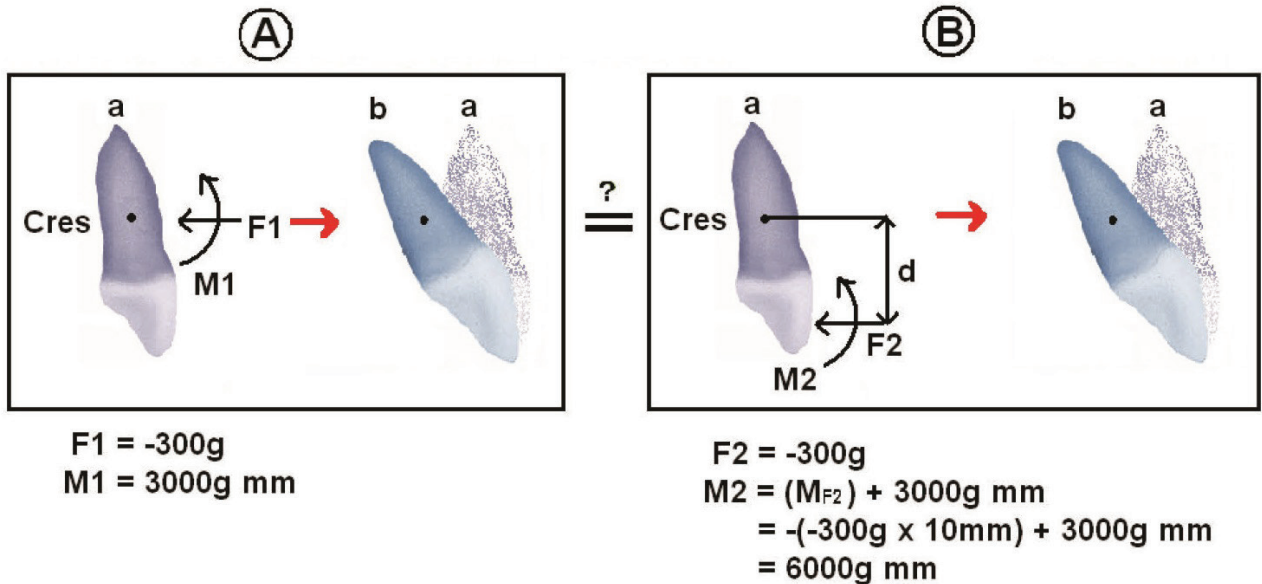 A
B
a
b
a
Cres
F1
M1
?
=
a
b
a
Cres
d
F2
M2
F1 = -300g
M1 = 3000g mm
F2 = -300g
M2 = (MF2) + 3000g mm
= -(-300g x 10mm) + 3000g mm
= 6000g mm